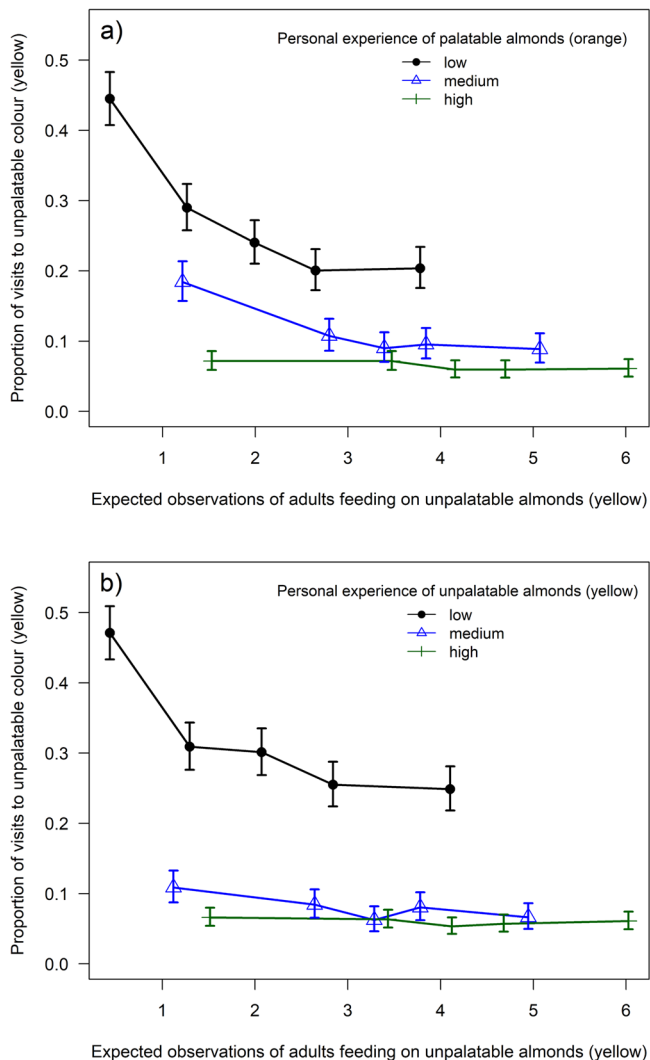 a)
Personal experience of palatable almonds (orange)
low
medium
high
Proportion of visits to unpalatable colour (yellow)
0.5
0.4
0.3
0.2
0.1
0.0
1 2 3 4 5 6
Expected observations of adults feeding on unpalatable almonds (yellow)
b)
Personal experience of unpalatable almonds (yellow)
low
medium
high
Proportion of visits to unpalatable colour (yellow)
0.5
0.4
0.3
0.2
0.1
0.0
1 2 3 4 5 6
Expected observations of adults feeding on unpalatable almonds (yellow)